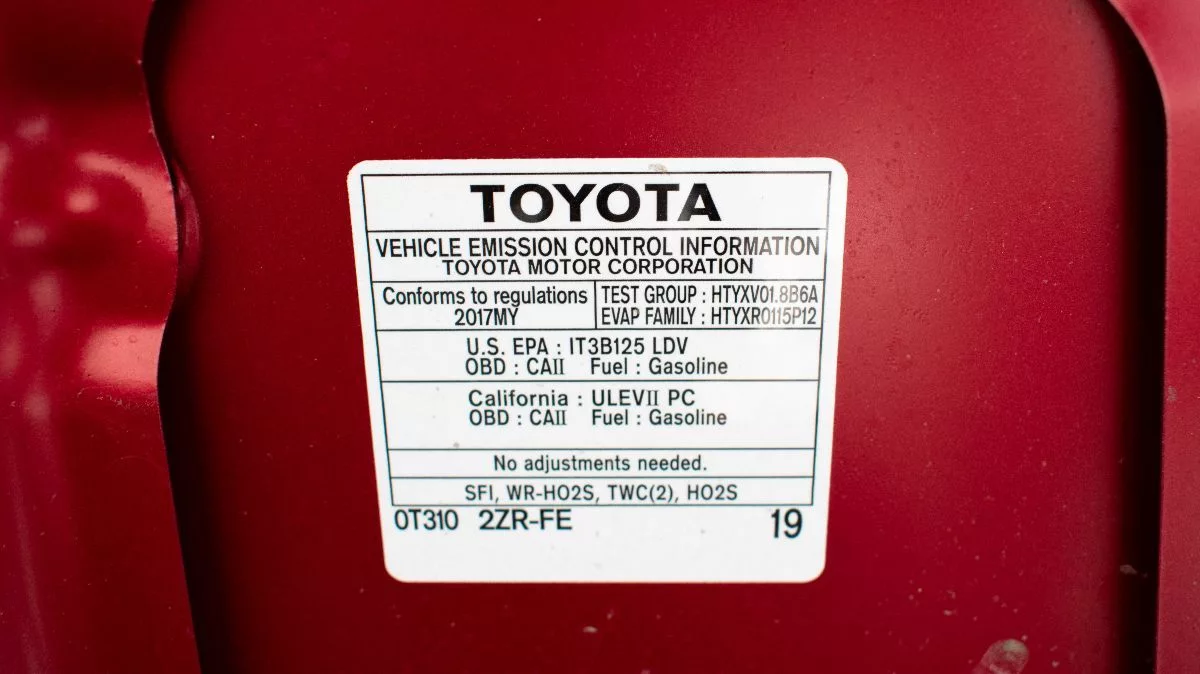 TOYOTA
VEHICLE EMISSION CONTROL INFORMATION
TOYOTA MOTOR CORPORATION
Conforms to regulations
2017MY
TEST GROUP : HTYXV01.8B6A
EVAP FAMILY : HTYXR0115P12
U.S. EPA : IT3B125 LDV
OBD : CAII Fuel : Gasoline
California : ULEVII PC
OBD : CAII Fuel : Gasoline
No adjustments needed.
SFI, WR-HO2S, TWC(2), HO2S
0T310 2ZR-FE 19